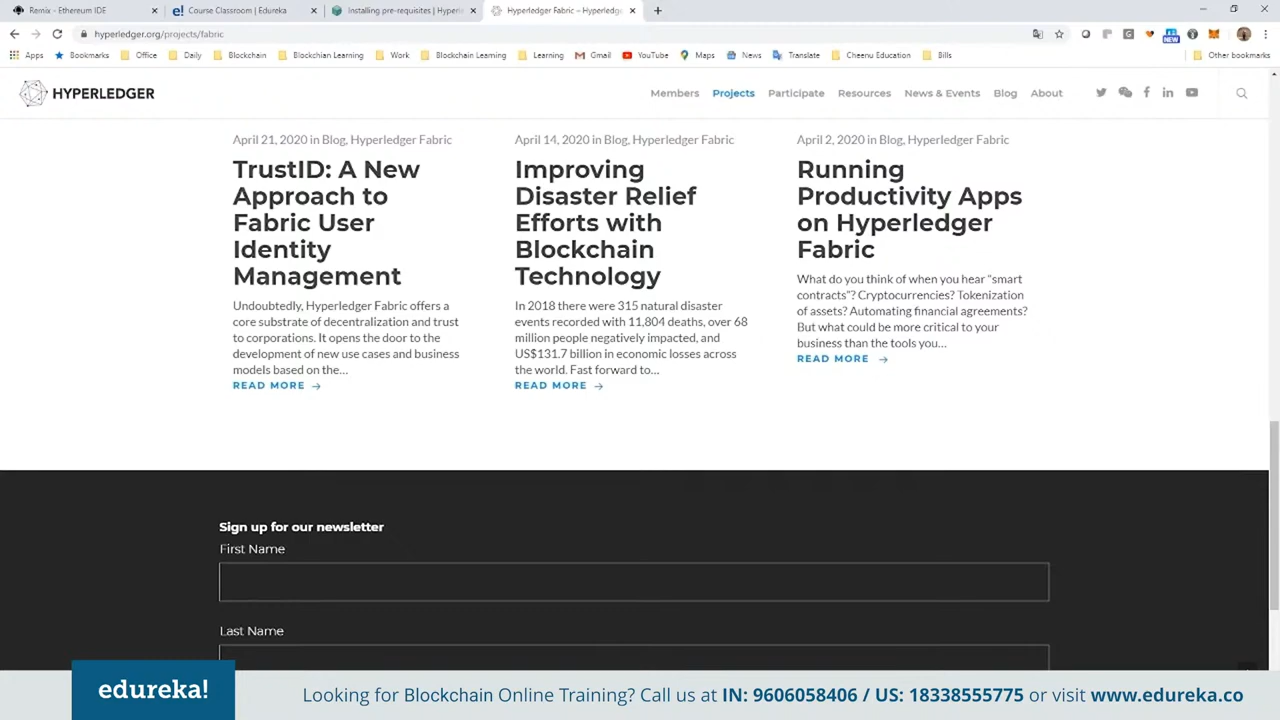 Remix - Ethereum IDE
Course Classroom | Edureka
Installing pre-requisites | Hyperle
Hyperledger Fabric – Hyperledg
hyperledger.org/projects/fabric
Apps Bookmarks Office Daily Blockchain Blockchian Learning Work Blockchain Learning Learning Gmail YouTube Maps News Translate Cheenu Education Bills Other bookmarks
NEW
HYPERLEDGER
Members Projects Participate Resources News & Events Blog About
April 21, 2020 in Blog, Hyperledger Fabric
TrustID: A New
Approach to
Fabric User
Identity
Management
Undoubtedly, Hyperledger Fabric offers a
core substrate of decentralization and trust
to corporations. It opens the door to the
development of new use cases and business
models based on the...
READ MORE →
April 14, 2020 in Blog, Hyperledger Fabric
Improving
Disaster Relief
Efforts with
Blockchain
Technology
In 2018 there were 315 natural disaster
events recorded with 11,804 deaths, over 68
million people negatively impacted, and
US$131.7 billion in economic losses across
the world. Fast forward to...
READ MORE →
April 2, 2020 in Blog, Hyperledger Fabric
Running
Productivity Apps
on Hyperledger
Fabric
What do you think of when you hear “smart
contracts”? Cryptocurrencies? Tokenization
of assets? Automating financial agreements?
But what could be more critical to your
business than the tools you...
READ MORE →
Sign up for our newsletter
First Name
Last Name
edureka!
Looking for Blockchain Online Training? Call us at IN: 9606058406 / US: 18338555775 or visit www.edureka.co